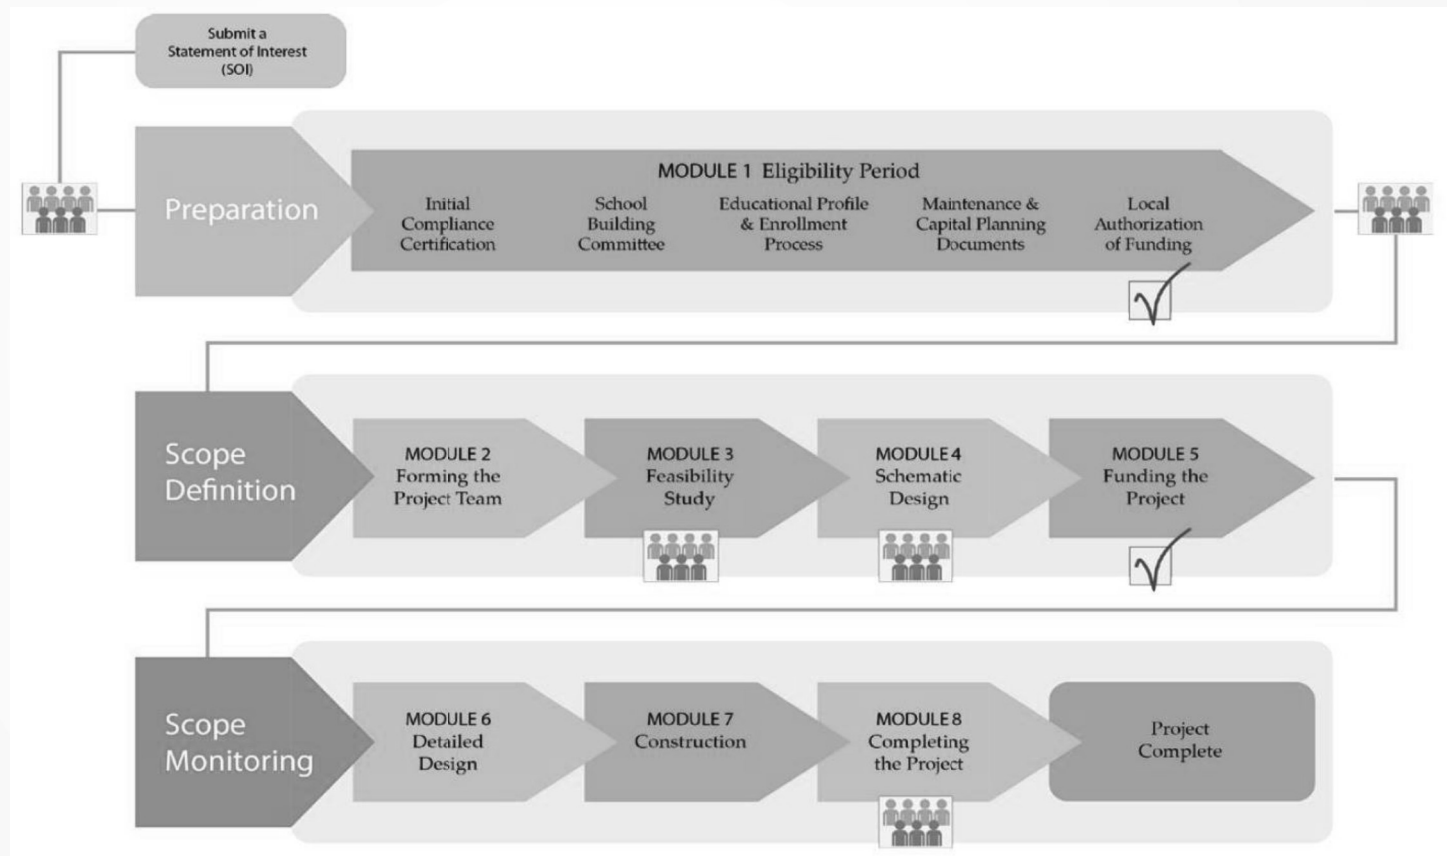 Submit a
Statement of Interest
(SOI)
Preparation
MODULE 1 Eligibility Period
Initial
Compliance
Certification
School
Building
Committee
Educational Profile
& Enrollment
Process
Maintenance &
Capital Planning
Documents
Local
Authorization
of Funding
Scope
Definition
MODULE 2
Forming the
Project Team
MODULE 3
Feasibility
Study
MODULE 4
Schematic
Design
MODULE 5
Funding the
Project
Scope
Monitoring
MODULE 6
Detailed
Design
MODULE 7
Construction
MODULE 8
Completing
the Project
Project
Complete